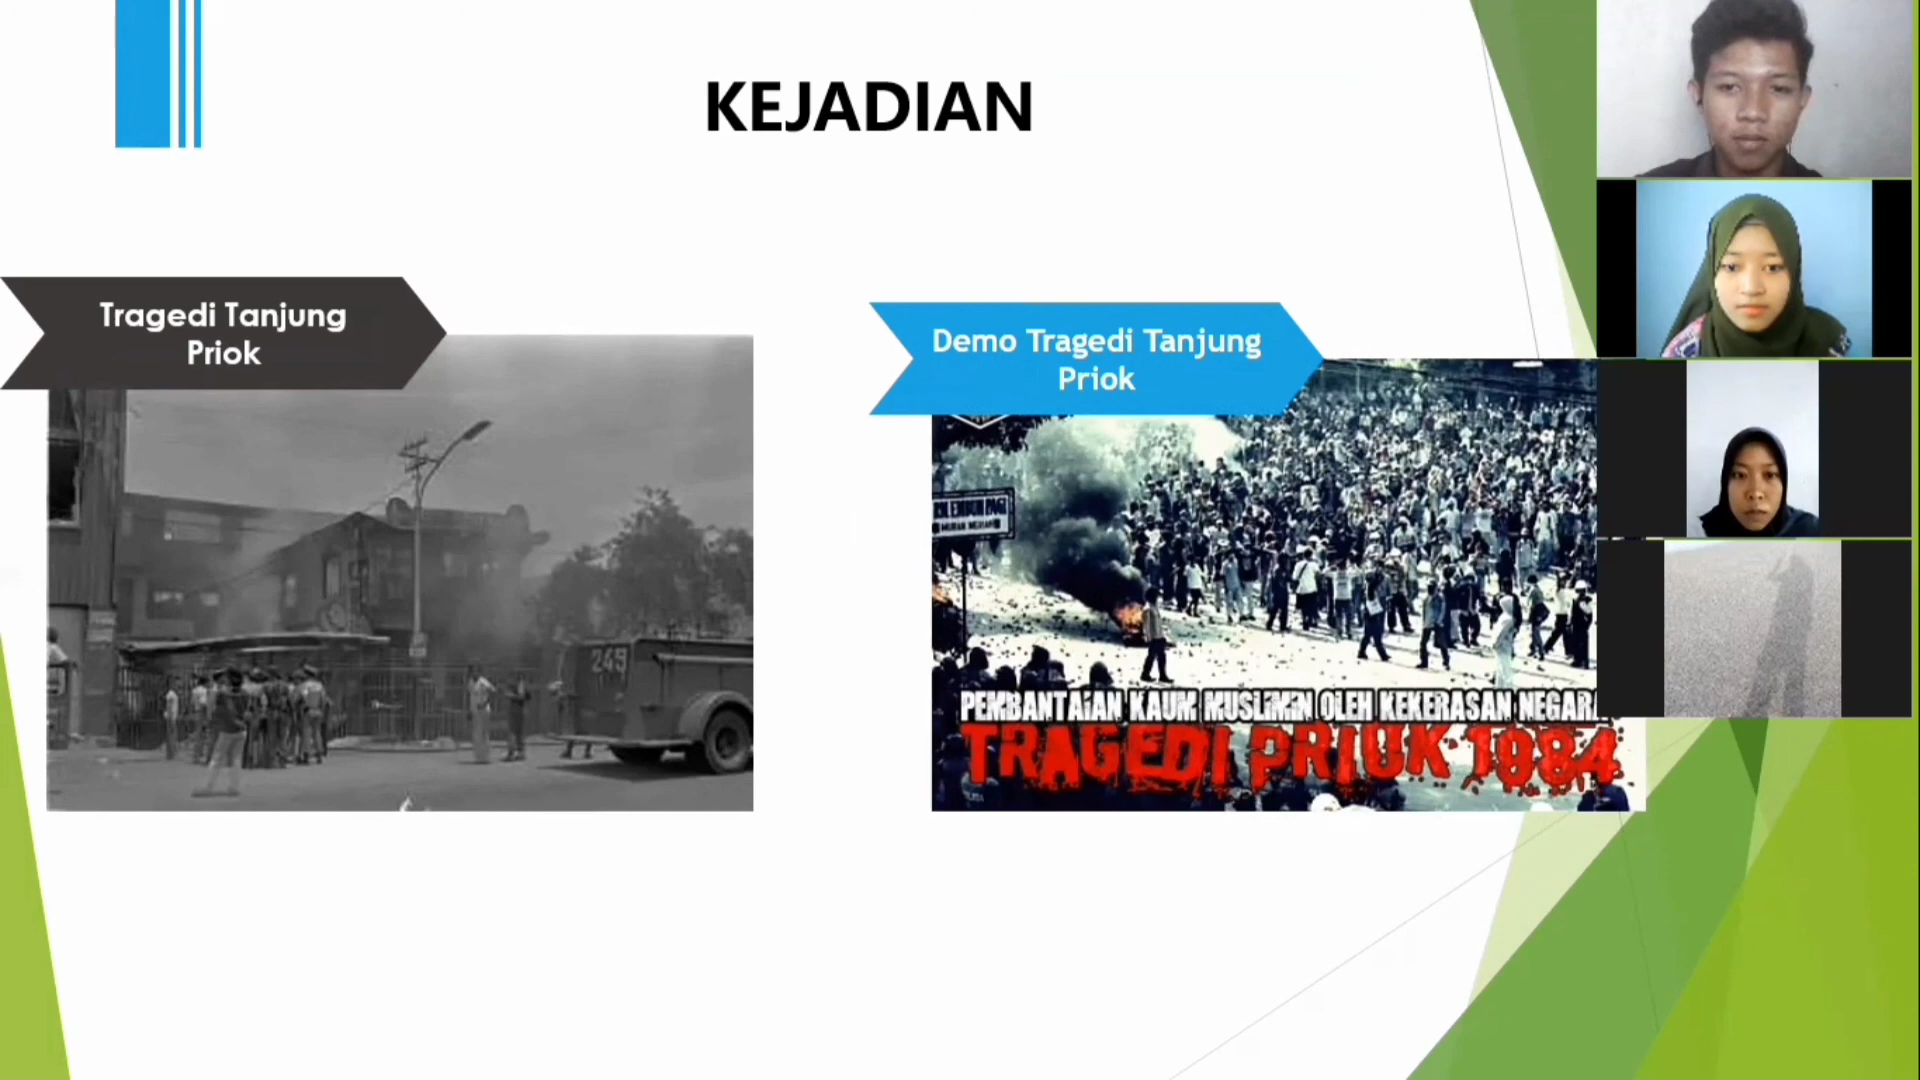 KEJADIAN
Tragedi Tanjung
Priok
Demo Tragedi Tanjung
Priok
249
PEMBANTAIAN KAUM MUSLIMIN OLEH KEKERASAN NEGARA
TRAGEDI PRIUK 1984